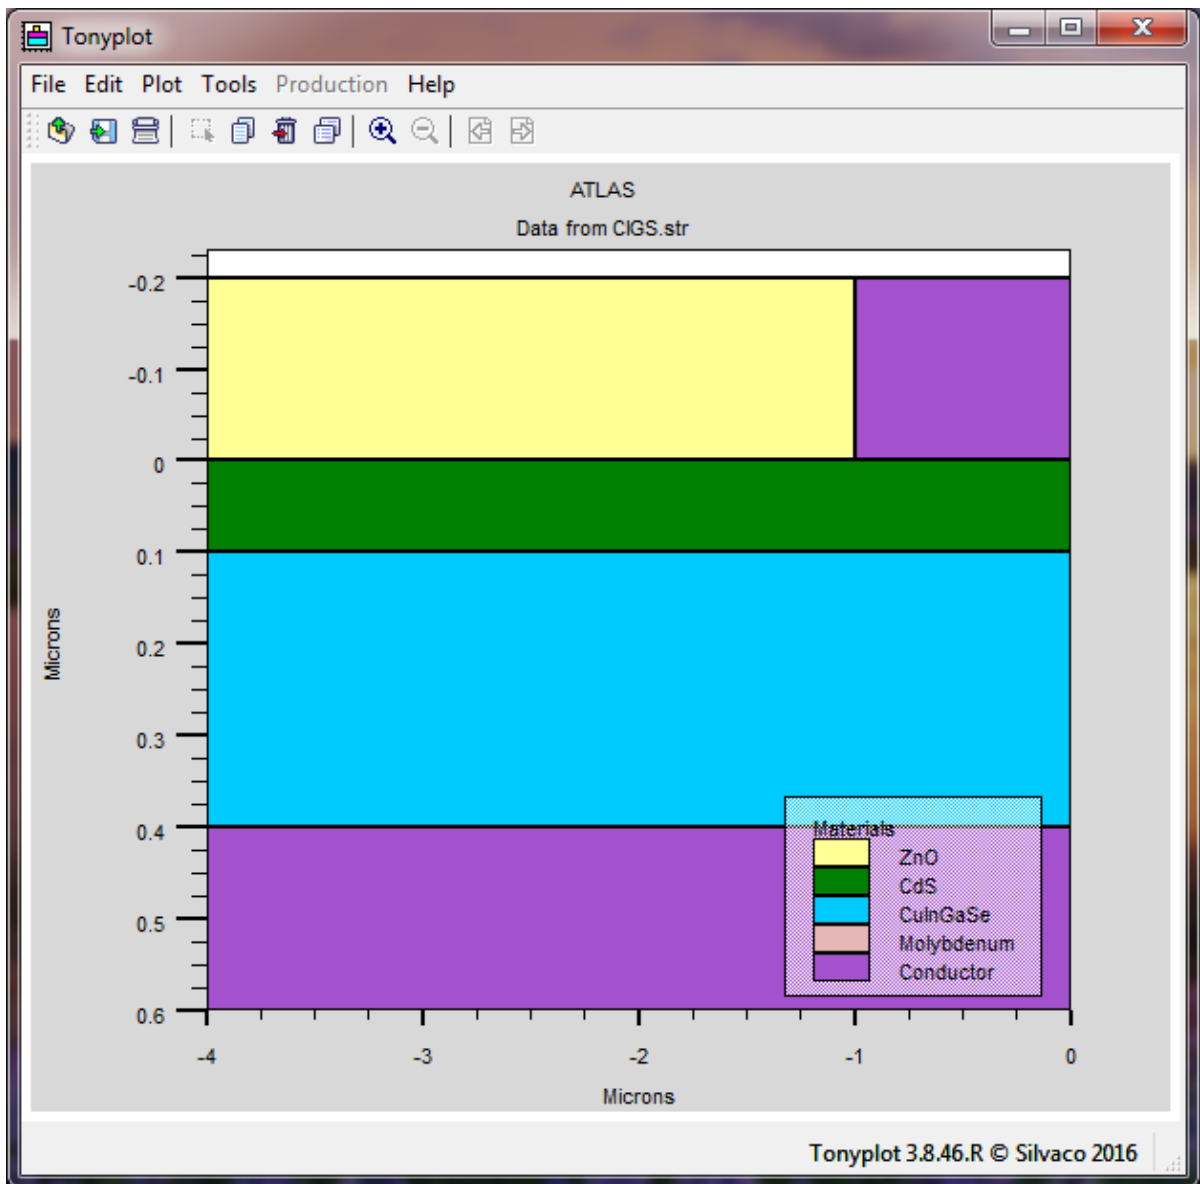 Tonyplot
File Edit Plot Tools Production Help
ATLAS
Data from CIGS.str
-0.2
-0.1
0
0.1
0.2
0.3
0.4
0.5
0.6
Microns
Materials
ZnO
CdS
CuInGaSe
Molybdenum
Conductor
-4 -3 -2 -1 0
Microns
Tonyplot 3.8.46.R © Silvaco 2016